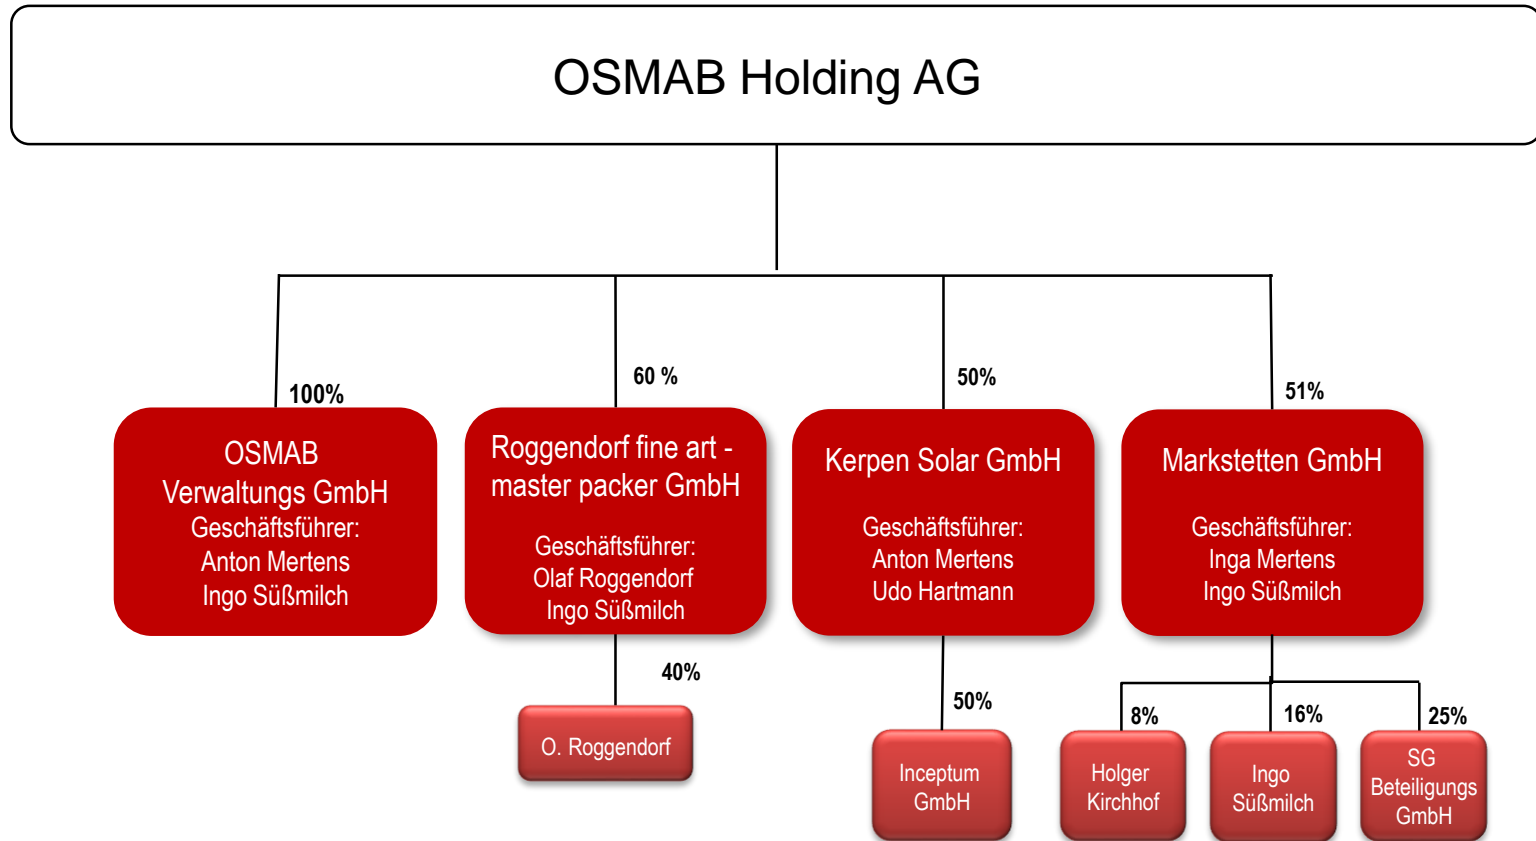 OSMAB Holding AG
100%
OSMAB
Verwaltungs GmbH
Geschäftsführer:
Anton Mertens
Ingo Süßmilch
60 %
Roggendorf fine art -
master packer GmbH
Geschäftsführer:
Olaf Roggendorf
Ingo Süßmilch
40%
O. Roggendorf
50%
Kerpen Solar GmbH
Geschäftsführer:
Anton Mertens
Udo Hartmann
50%
Inceptum
GmbH
51%
Markstetten GmbH
Geschäftsführer:
Inga Mertens
Ingo Süßmilch
8%
Holger
Kirchhof
16%
Ingo
Süßmilch
25%
SG
Beteiligungs
GmbH